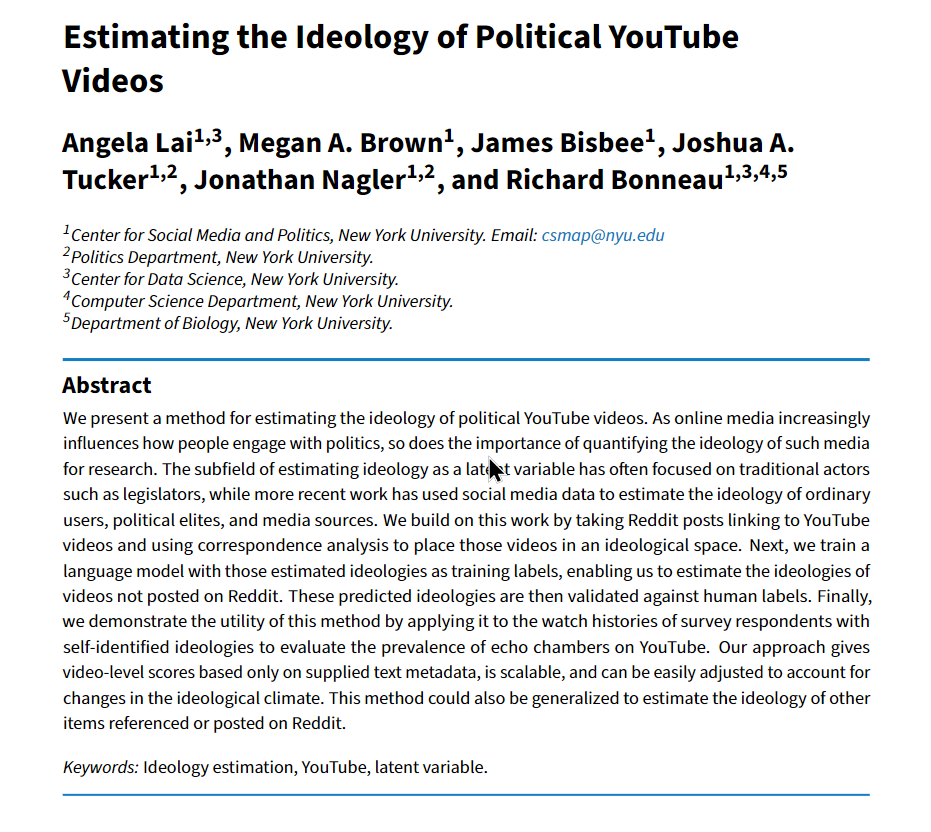 Estimating the Ideology of Political YouTube
Videos
Angela Lai1,3, Megan A. Brown1, James Bisbee1, Joshua A.
Tucker1,2, Jonathan Nagler1,2, and Richard Bonneau1,3,4,5
1Center for Social Media and Politics, New York University. Email: csmap@nyu.edu
2Politics Department, New York University.
3Center for Data Science, New York University.
4Computer Science Department, New York University.
5Department of Biology, New York University.
Abstract
We present a method for estimating the ideology of political YouTube videos. As online media increasingly
influences how people engage with politics, so does the importance of quantifying the ideology of such media
for research. The subfield of estimating ideology as a latent variable has often focused on traditional actors
such as legislators, while more recent work has used social media data to estimate the ideology of ordinary
users, political elites, and media sources. We build on this work by taking Reddit posts linking to YouTube
videos and using correspondence analysis to place those videos in an ideological space. Next, we train a
language model with those estimated ideologies as training labels, enabling us to estimate the ideologies of
videos not posted on Reddit. These predicted ideologies are then validated against human labels. Finally,
we demonstrate the utility of this method by applying it to the watch histories of survey respondents with
self-identified ideologies to evaluate the prevalence of echo chambers on YouTube. Our approach gives
video-level scores based only on supplied text metadata, is scalable, and can be easily adjusted to account for
changes in the ideological climate. This method could also be generalized to estimate the ideology of other
items referenced or posted on Reddit.
Keywords: Ideology estimation, YouTube, latent variable.